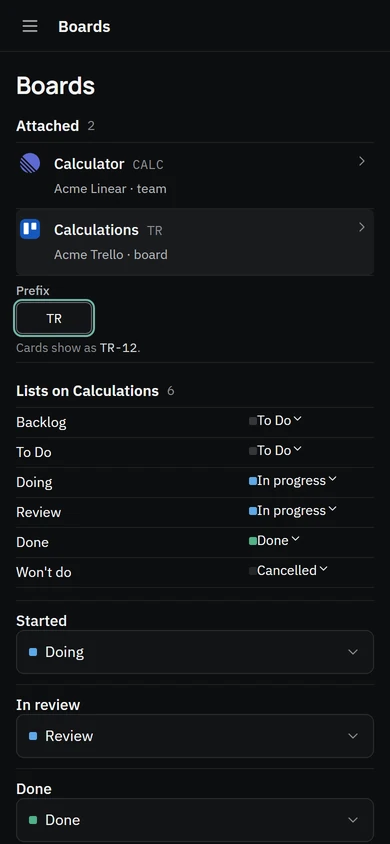 Boards
Boards
Attached 2
Calculator CALC
Acme Linear · team
Calculations TR
Acme Trello · board
Prefix
TR
Cards show as TR-12.
Lists on Calculations 6
Backlog To Do
To Do To Do
Doing In progress
Review In progress
Done Done
Won't do Cancelled
Started
Doing
In review
Review
Done
Done